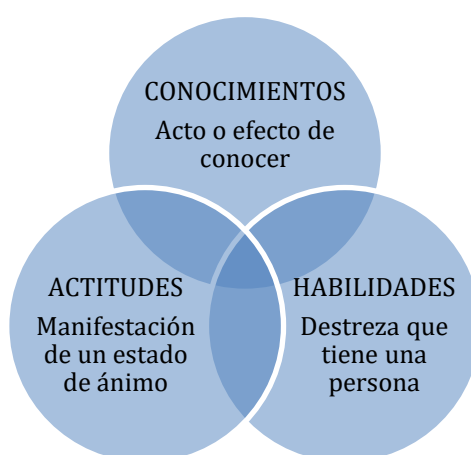 CONOCIMIENTOS
Acto o efecto de
conocer
ACTITUDES
Manifestación
de un estado
de ánimo
HABILIDADES
Destreza que
tiene una
persona